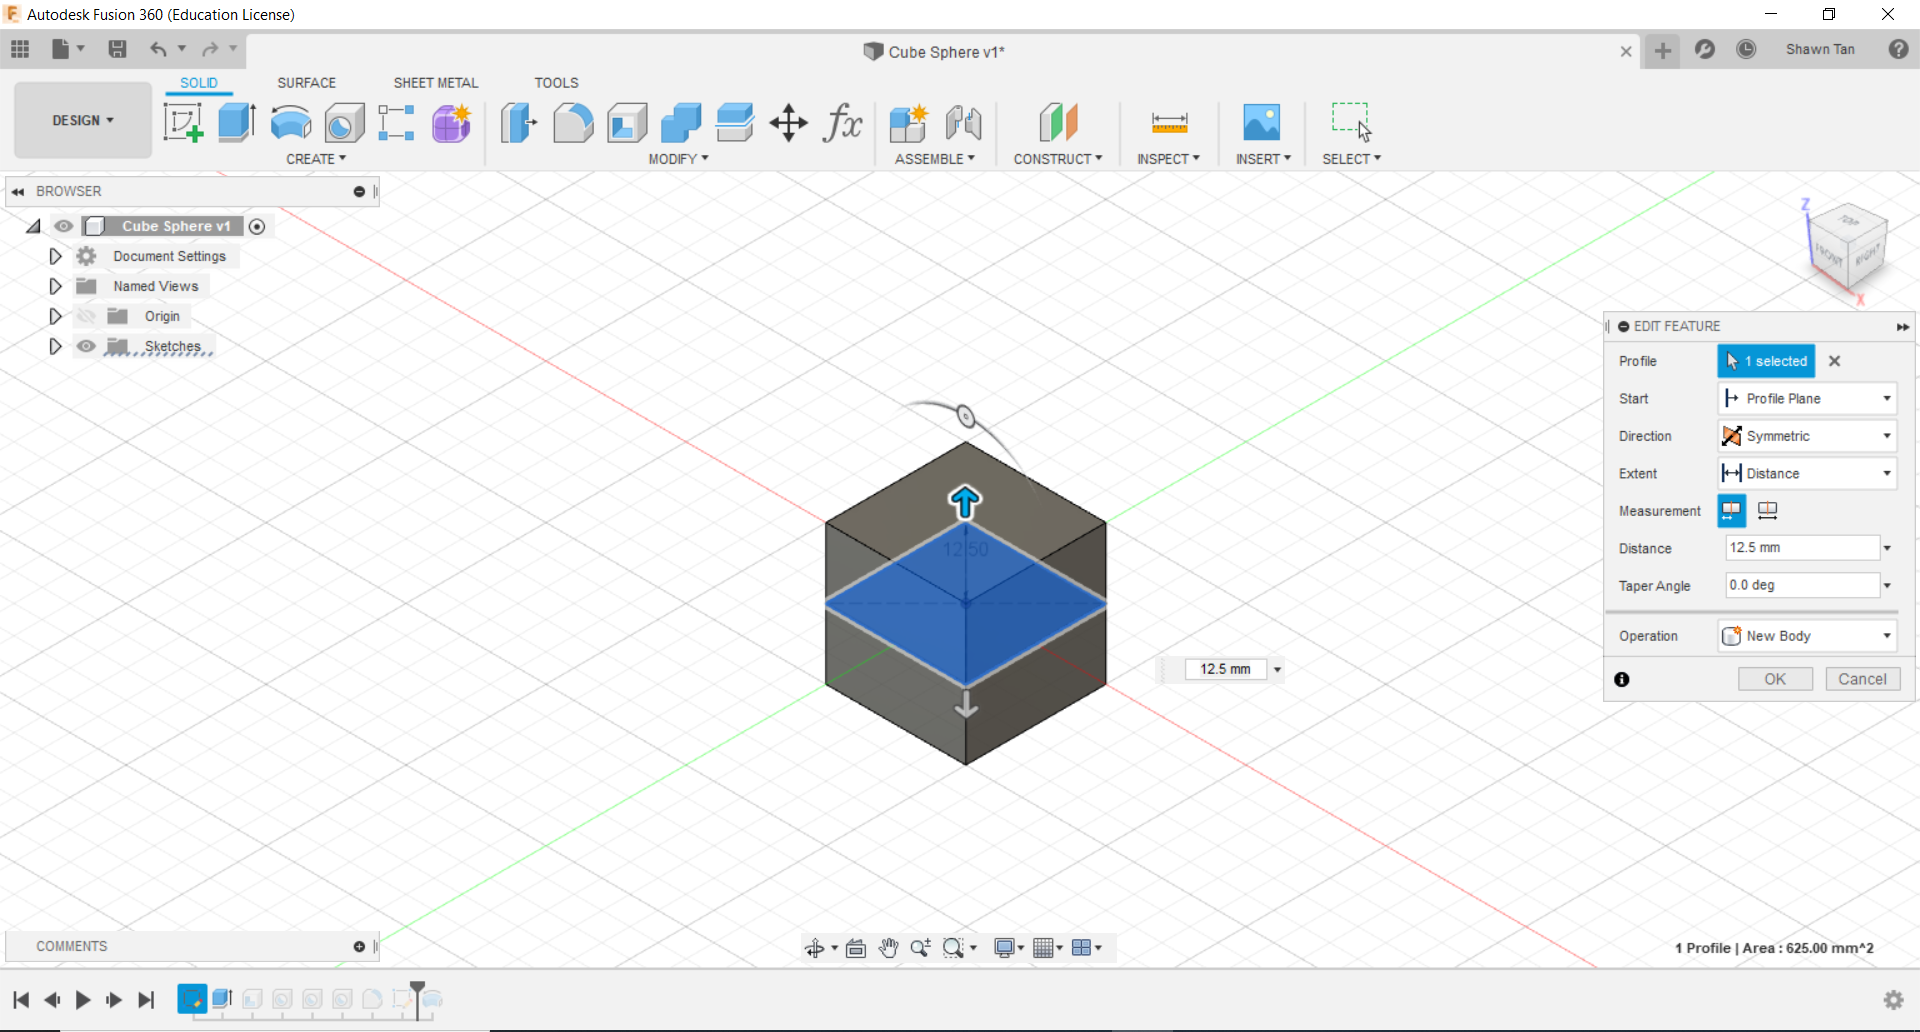 Autodesk Fusion 360 (Education License)
Cube Sphere v1*
Shawn Tan
SOLID SURFACE SHEET METAL TOOLS
DESIGN
CREATE MODIFY ASSEMBLE CONSTRUCT INSPECT INSERT SELECT
BROWSER
Cube Sphere v1
Document Settings
Named Views
Origin
Sketches
Z
TOP
FRONT
RIGHT
X
EDIT FEATURE
Profile 1 selected
Start Profile Plane
Direction Symmetric
Extent Distance
Measurement
Distance 12.5 mm
Taper Angle 0.0 deg
Operation New Body
OK Cancel
12.50
12.5 mm
COMMENTS
1 Profile | Area : 625.00 mm^2